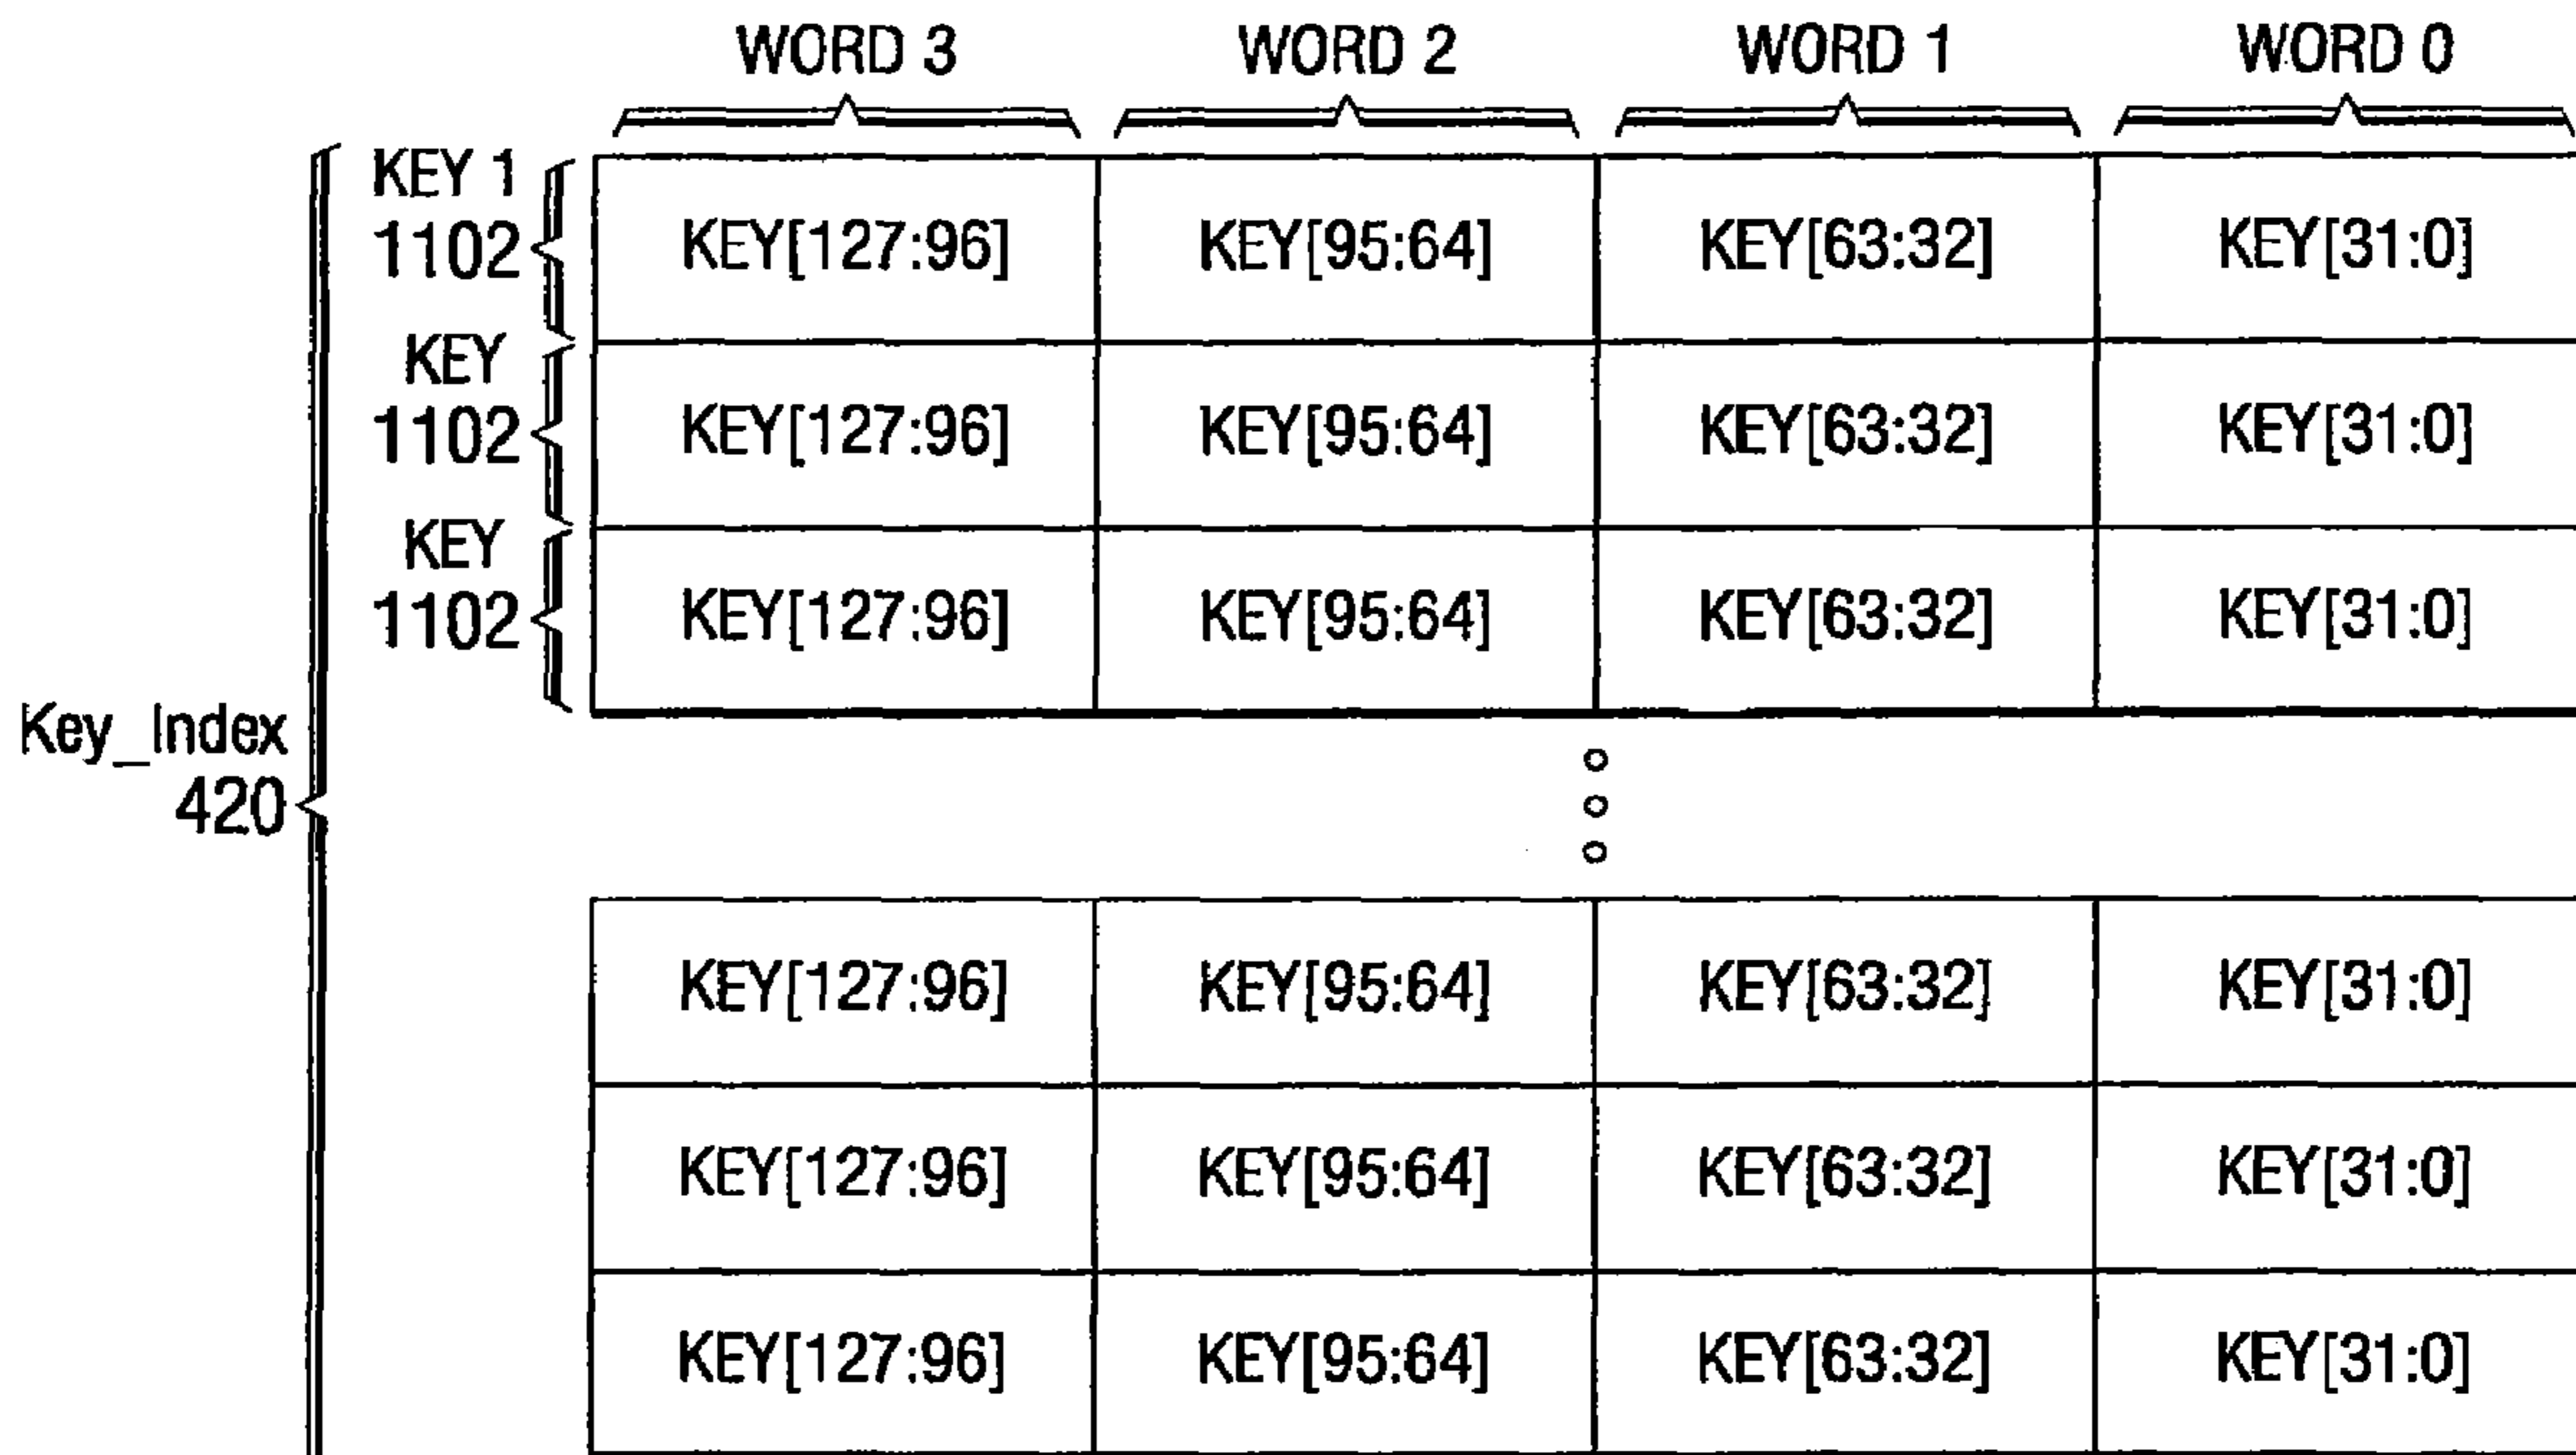 WORD 3 WORD 2 WORD 1 WORD 0
KEY 1
1102 KEY[127:96] KEY[95:64] KEY[63:32] KEY[31:0]
KEY
1102 KEY[127:96] KEY[95:64] KEY[63:32] KEY[31:0]
KEY
1102 KEY[127:96] KEY[95:64] KEY[63:32] KEY[31:0]
Key_Index
420
KEY[127:96] KEY[95:64] KEY[63:32] KEY[31:0]
KEY[127:96] KEY[95:64] KEY[63:32] KEY[31:0]
KEY[127:96] KEY[95:64] KEY[63:32] KEY[31:0]